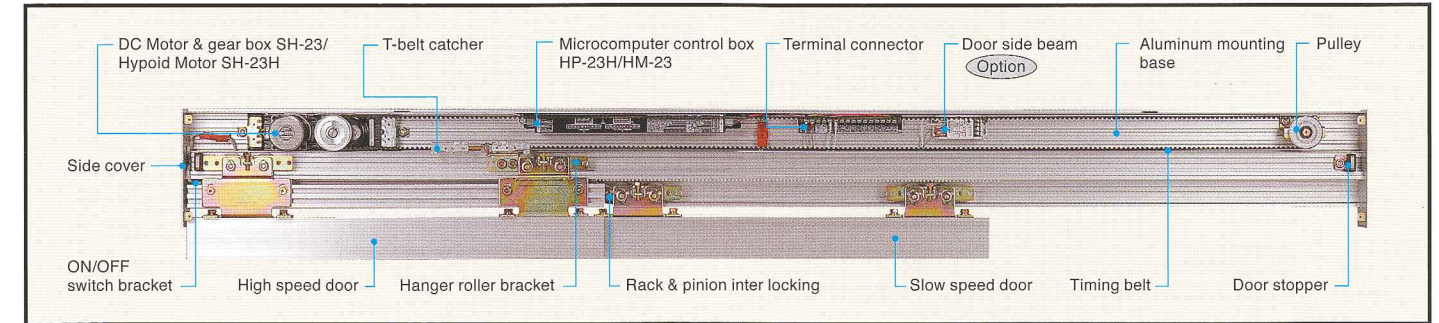 DC Motor & gear box SH-23/
Hypoid Motor SH-23H
T-belt catcher
Microcomputer control box
HP-23H/HM-23
Terminal connector
Door side beam
Option
Aluminum mounting
base
Pulley
Side cover
ON/OFF
switch bracket
High speed door
Hanger roller bracket
Rack & pinion inter locking
Slow speed door
Timing belt
Door stopper